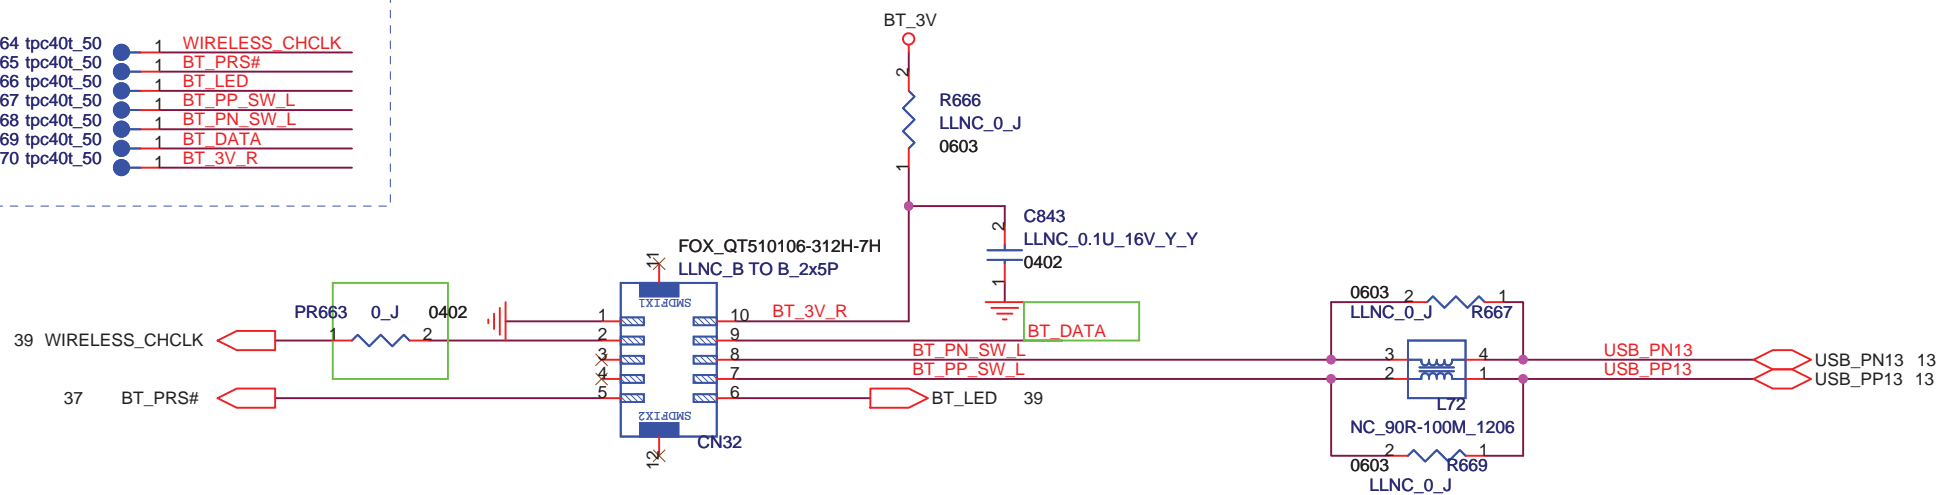 BT_3V
64 tpc40t_50 1 WIRELESS_CHCLK
65 tpc40t_50 1 BT_PRS#
66 tpc40t_50 1 BT_LED
67 tpc40t_50 1 BT_PP_SW_L
68 tpc40t_50 1 BT_PN_SW_L
69 tpc40t_50 1 BT_DATA
70 tpc40t_50 1 BT_3V_R
2
R666
LLNC_0_J
0603
1
C843
2
LLNC_0.1U_16V_Y_Y
0402
1
FOX_QT510106-312H-7H
LLNC_B TO B_2x5P
11
SMDFIX1
PR663 0_J 0402
39 WIRELESS_CHCLK 1 2
37 BT_PRS#
1 10 BT_3V_R
2 9 BT_DATA
3 8 BT_PN_SW_L
4 7 BT_PP_SW_L
5 6 BT_LED 39
SMDFIX2
CN32
12
0603 2 1
LLNC_0_J R667
3 4 USB_PN13 USB_PN13 13
2 1 USB_PP13 USB_PP13 13
L72
NC_90R-100M_1206
2 1
0603 R669
LLNC_0_J